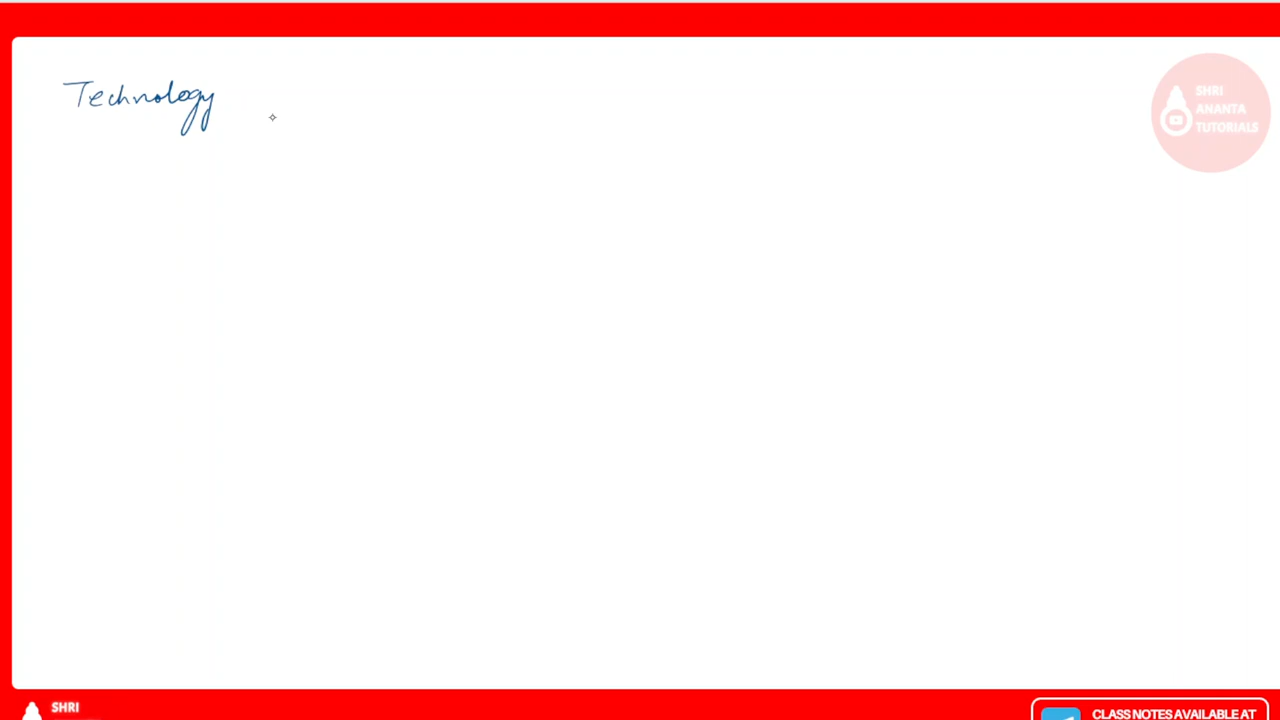 Technology
SHRI
ANANTA
TUTORIALS
SHRI
CLASS NOTES AVAILABLE AT